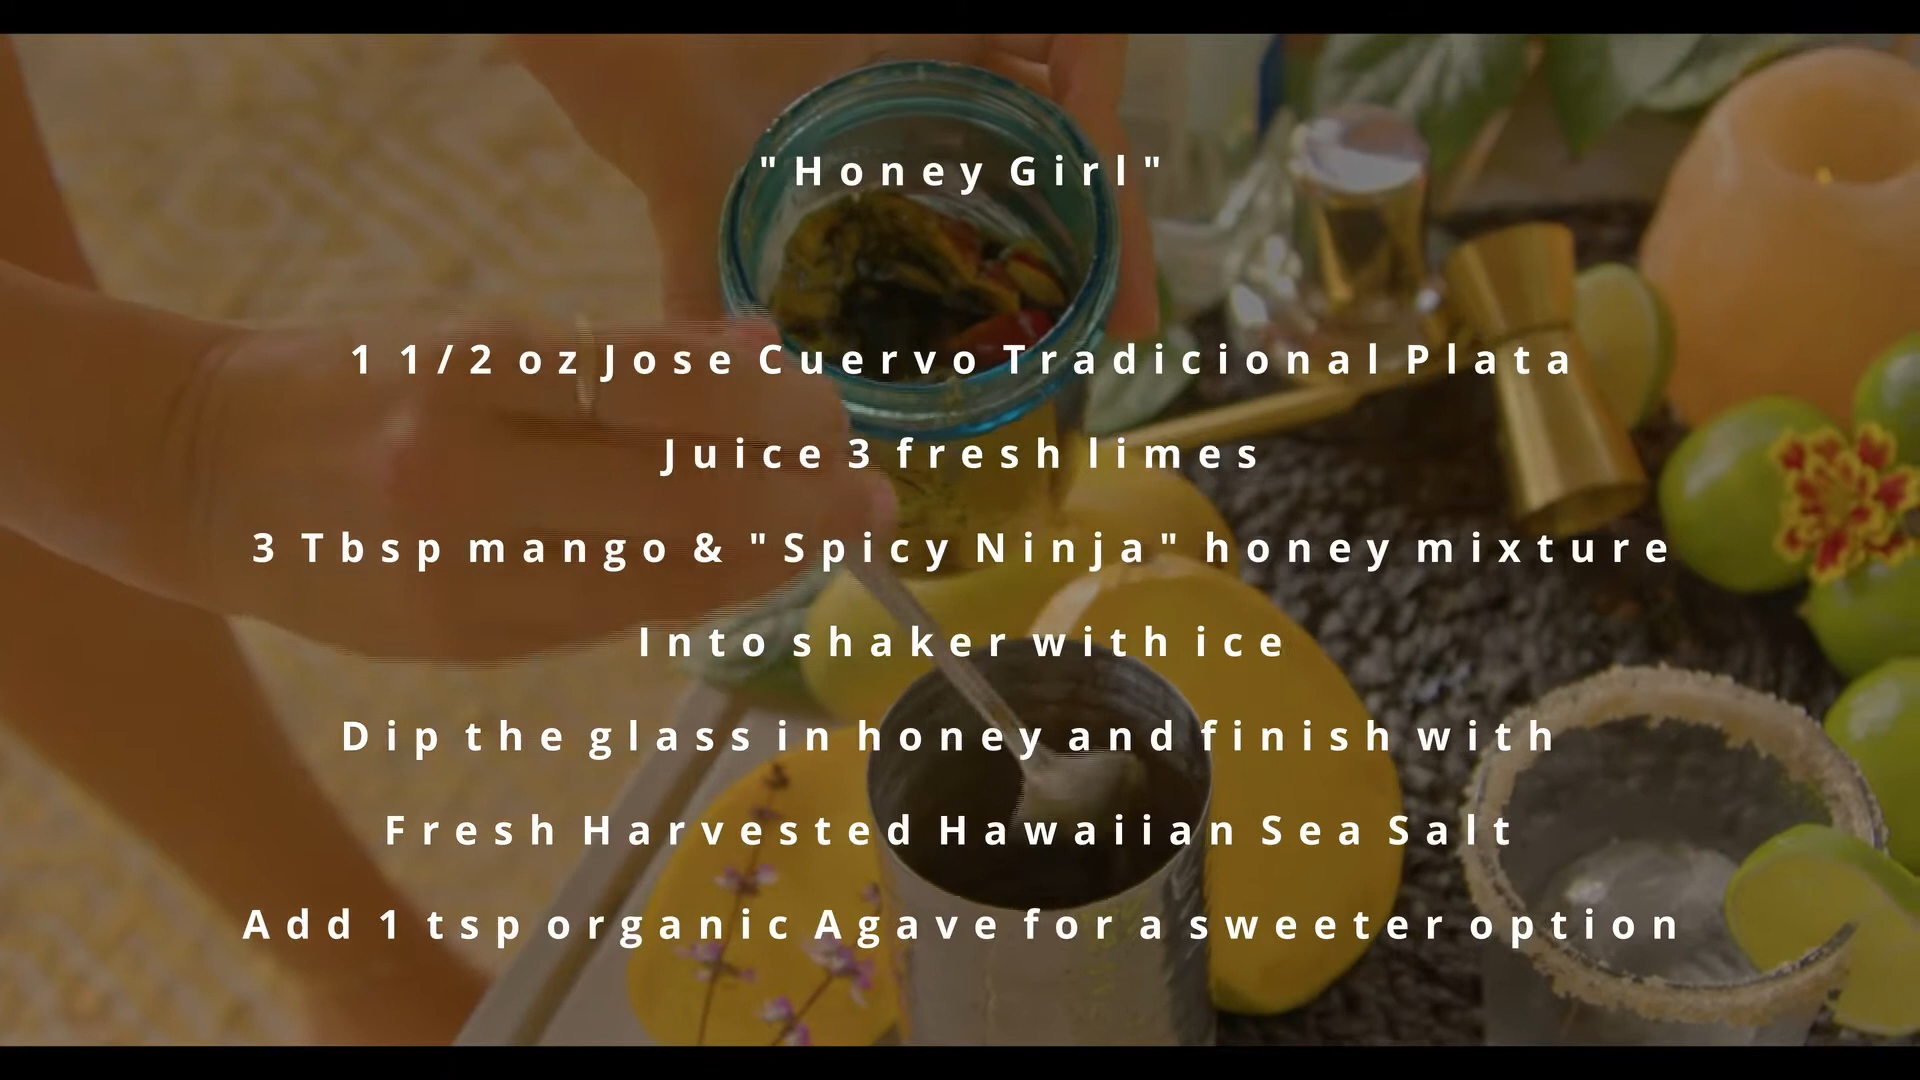 "Honey Girl"
1 1/2 oz Jose Cuervo Tradicional Plata
Juice 3 fresh limes
3 Tbsp mango & "Spicy Ninja" honey mixture
Into shaker with ice
Dip the glass in honey and finish with
Fresh Harvested Hawaiian Sea Salt
Add 1 tsp organic Agave for a sweeter option